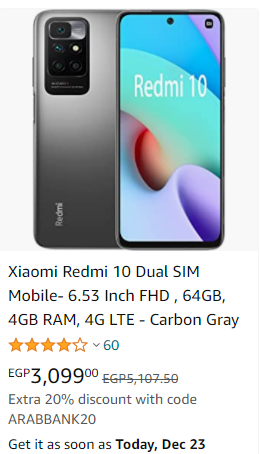 Redmi 10
Redmi
Xiaomi Redmi 10 Dual SIM
Mobile- 6.53 Inch FHD , 64GB,
4GB RAM, 4G LTE - Carbon Gray
60
EGP3,099.00 EGP5,107.50
Extra 20% discount with code
ARABBANK20
Get it as soon as Today, Dec 23